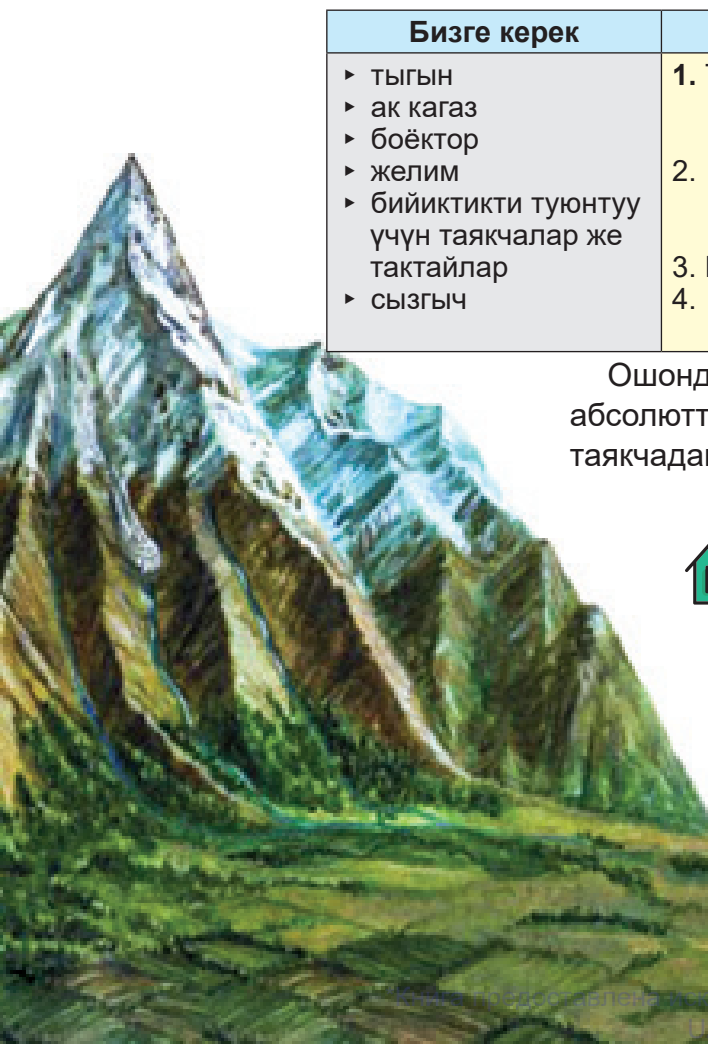 Бизге керек
‣ тыгын
‣ ак кагаз
‣ боёктор
‣ желим
‣ бийиктикти туюнтуу
үчүн таякчалар же
тактайлар
‣ сызгыч
1.
2.
3.
4.
Ошонд
абсолютт
таякчадан